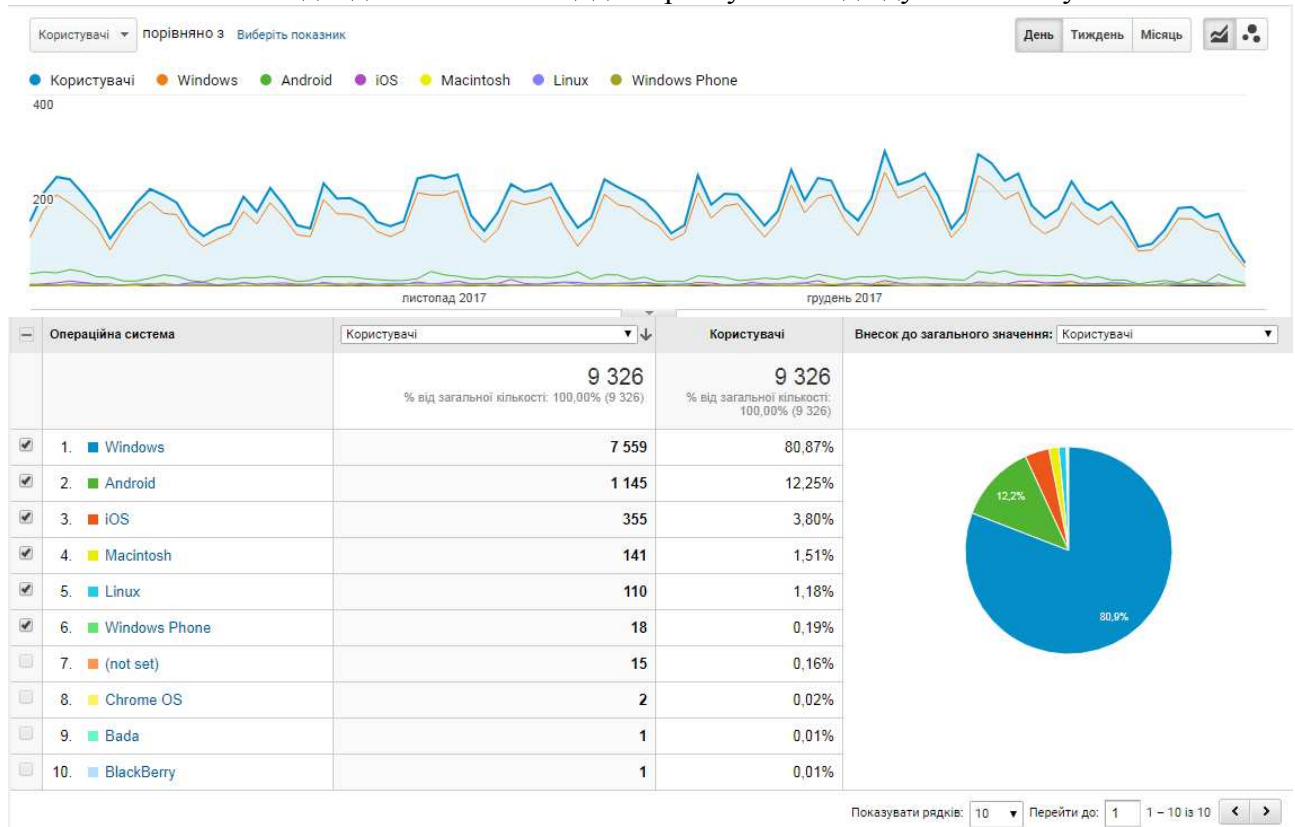 Користувачі порівняно з Виберіть показник День Тиждень Місяць
Користувачі Windows Android iOS Macintosh Linux Windows Phone
400
200
листопад 2017 грудень 2017
Операційна система Користувачі Користувачі Внесок до загального значення: Користувачі
9 326 9 326
% від загальної кількості: 100,00% (9 326) % від загальної кількості:
100,00% (9 326)
1. Windows 7 559 80,87%
2. Android 1 145 12,25%
3. iOS 355 3,80%
4. Macintosh 141 1,51%
5. Linux 110 1,18%
6. Windows Phone 18 0,19%
7. (not set) 15 0,16%
8. Chrome OS 2 0,02%
9. Bada 1 0,01%
10. BlackBerry 1 0,01%
12,2%
80,9%
Показувати рядків: 10 Перейти до: 1 1 – 10 із 10